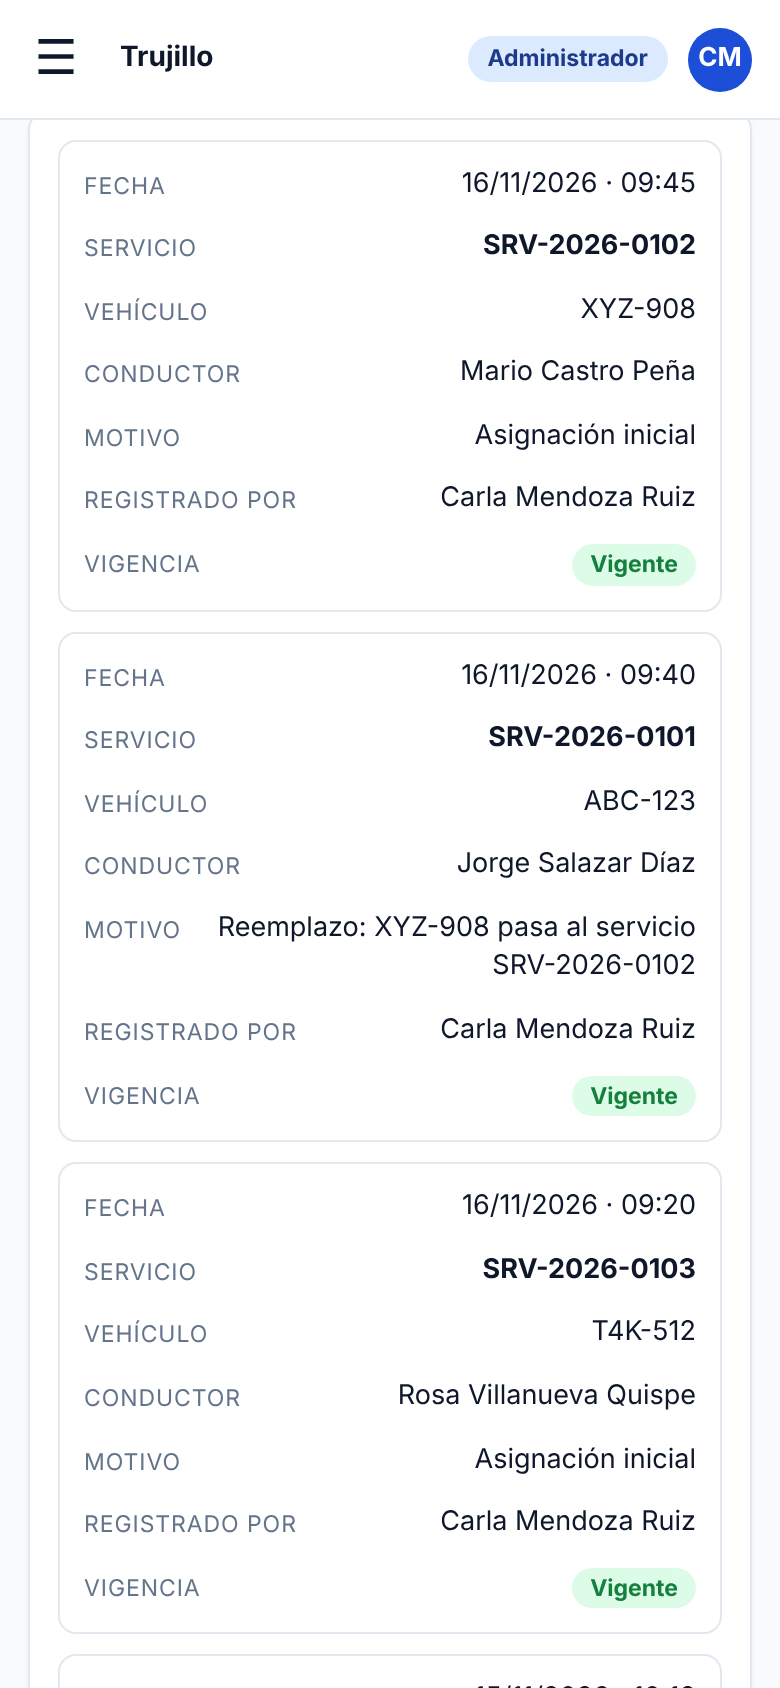 ☰ Trujillo Administrador CM
FECHA 16/11/2026 · 09:45
SERVICIO SRV-2026-0102
VEHÍCULO XYZ-908
CONDUCTOR Mario Castro Peña
MOTIVO Asignación inicial
REGISTRADO POR Carla Mendoza Ruiz
VIGENCIA Vigente
FECHA 16/11/2026 · 09:40
SERVICIO SRV-2026-0101
VEHÍCULO ABC-123
CONDUCTOR Jorge Salazar Díaz
MOTIVO Reemplazo: XYZ-908 pasa al servicio
SRV-2026-0102
REGISTRADO POR Carla Mendoza Ruiz
VIGENCIA Vigente
FECHA 16/11/2026 · 09:20
SERVICIO SRV-2026-0103
VEHÍCULO T4K-512
CONDUCTOR Rosa Villanueva Quispe
MOTIVO Asignación inicial
REGISTRADO POR Carla Mendoza Ruiz
VIGENCIA Vigente